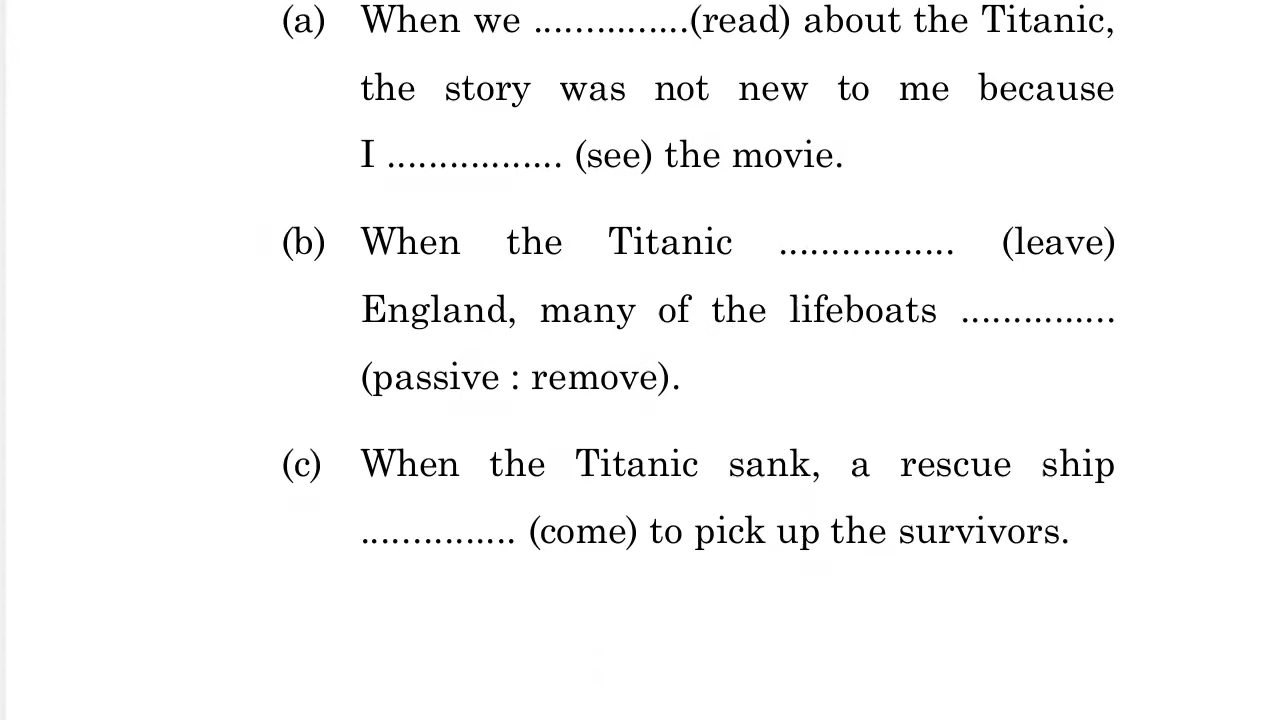 (a) When we ...............(read) about the Titanic,
the story was not new to me because
I ................. (see) the movie.
(b) When the Titanic ................. (leave)
England, many of the lifeboats ...............
(passive : remove).
(c) When the Titanic sank, a rescue ship
............... (come) to pick up the survivors.